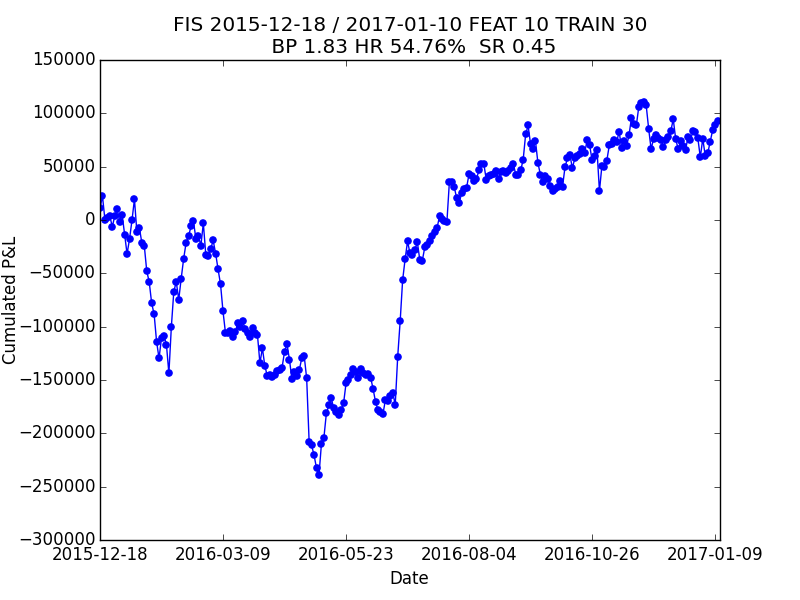 FIS 2015-12-18 / 2017-01-10 FEAT 10 TRAIN 30
BP 1.83 HR 54.76%  SR 0.45
150000
100000
50000
0
−50000
−100000
−150000
−200000
−250000
−300000
Cumulated P&L
2015-12-18 2016-03-09 2016-05-23 2016-08-04 2016-10-26 2017-01-09
Date